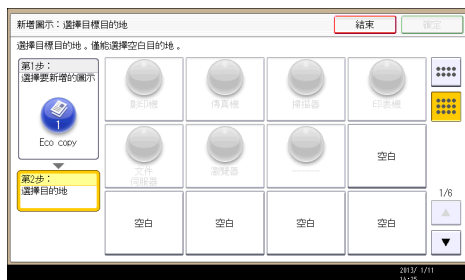 新增圖示：選擇目標目的地
結束
確定
選擇目標目的地。僅能選擇空白目的地。
第1步：
選擇要新增的圖示
1
Eco copy
第2步：
選擇目的地
影印機
傳真機
掃描器
印表機
文件
伺服器
瀏覽器
----------
空白
空白
空白
空白
空白
1/6
▲
▼
2013/ 1/11
14:25